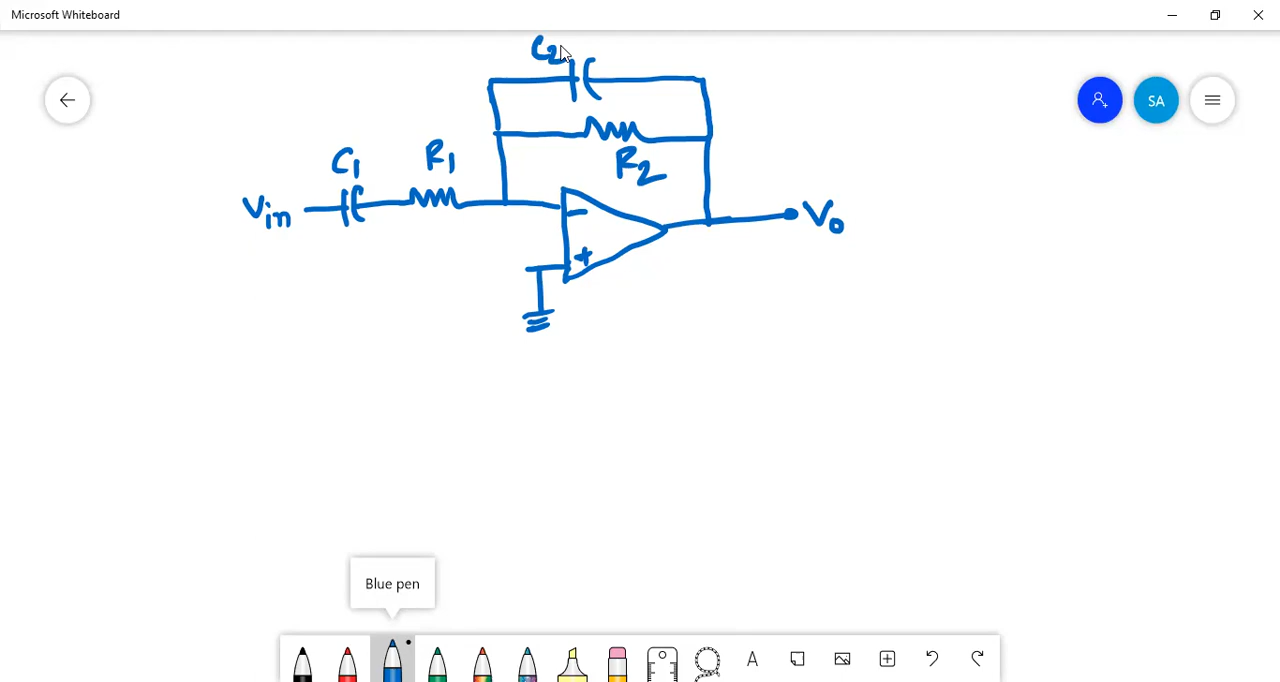 Microsoft Whiteboard
C2
C1
R1
R2
Vin
-
+
Vo
SA
Blue pen
A